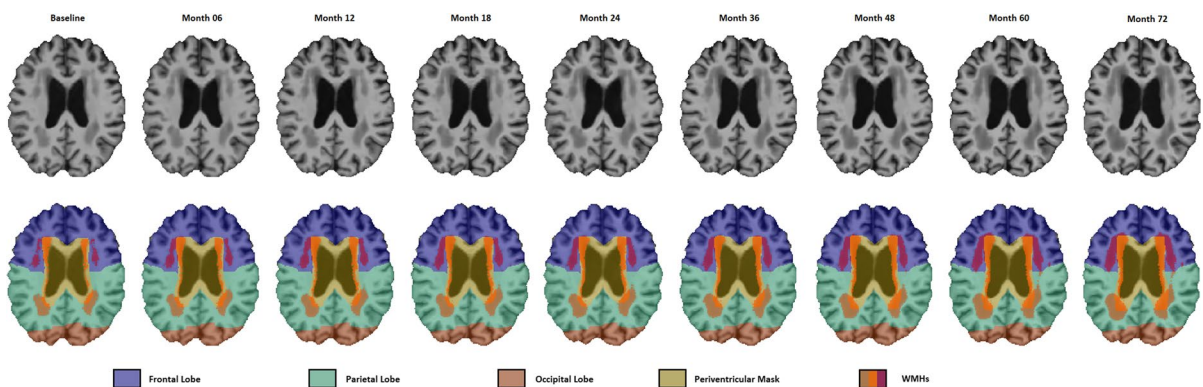 Baseline Month 06 Month 12 Month 18 Month 24 Month 36 Month 48 Month 60 Month 72
Frontal Lobe Parietal Lobe Occipital Lobe Periventricular Mask WMHs